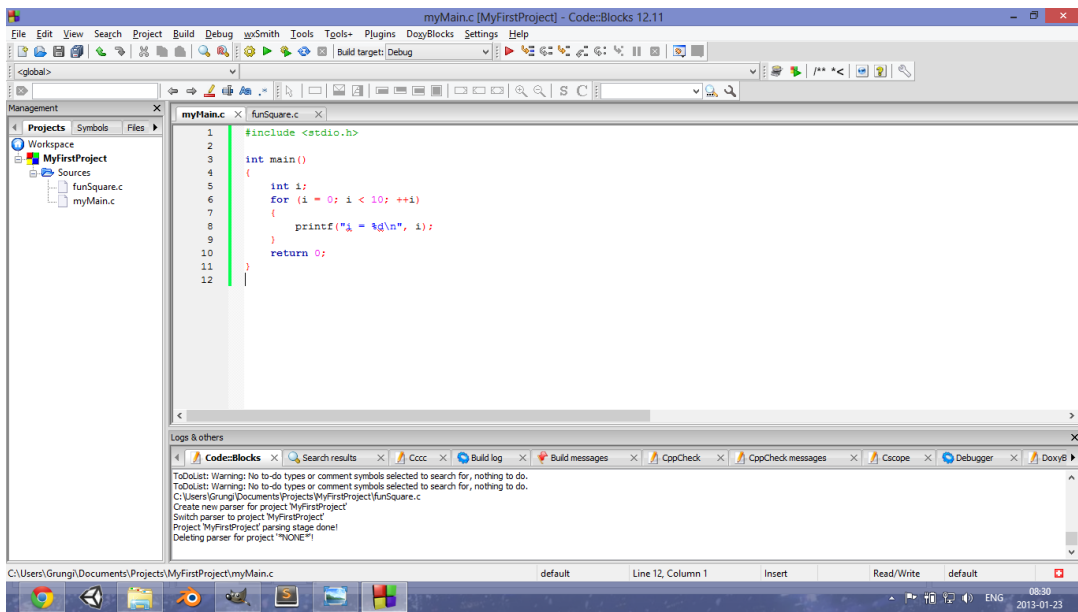 myMain.c [MyFirstProject] - Code::Blocks 12.11
File Edit View Search Project Build Debug wxSmith Tools Tools+ Plugins DoxyBlocks Settings Help
Build target: Debug
<global>
/** *<
S C
Management
myMain.c funSquare.c
Projects Symbols Files
Workspace
MyFirstProject
Sources
funSquare.c
myMain.c
1 #include <stdio.h>
2
3 int main()
4 {
5 int i;
6 for (i = 0; i < 10; ++i)
7 {
8 printf("i = %d\n", i);
9 }
10 return 0;
11 }
12
Logs & others
Code::Blocks Search results Cccc Build log Build messages CppCheck CppCheck messages Cscope Debugger DoxyB
ToDoList: Warning: No to-do types or comment symbols selected to search for, nothing to do.
ToDoList: Warning: No to-do types or comment symbols selected to search for, nothing to do.
C:\Users\Grungi\Documents\Projects\MyFirstProject\funSquare.c
Create new parser for project 'MyFirstProject'
Switch parser to project 'MyFirstProject'
Project 'MyFirstProject' parsing stage done!
Deleting parser for project '*NONE*'!
C:\Users\Grungi\Documents\Projects\MyFirstProject\myMain.c default Line 12, Column 1 Insert Read/Write default
ENG 08:30
2013-01-23